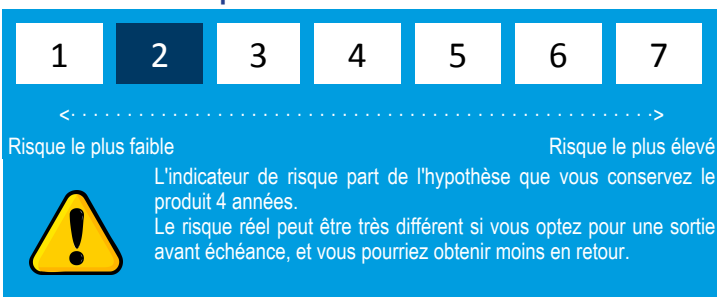 1 2 3 4 5 6 7
<· · · · · · · · · · · · · · · · · · · · · · · · · · · · · · · · · · · · · · · · · · · · · · · · · · · ·>
Risque le plus faible Risque le plus élevé
L'indicateur de risque part de l'hypothèse que vous conservez le
produit 4 années.
Le risque réel peut être très différent si vous optez pour une sortie
avant échéance, et vous pourriez obtenir moins en retour.